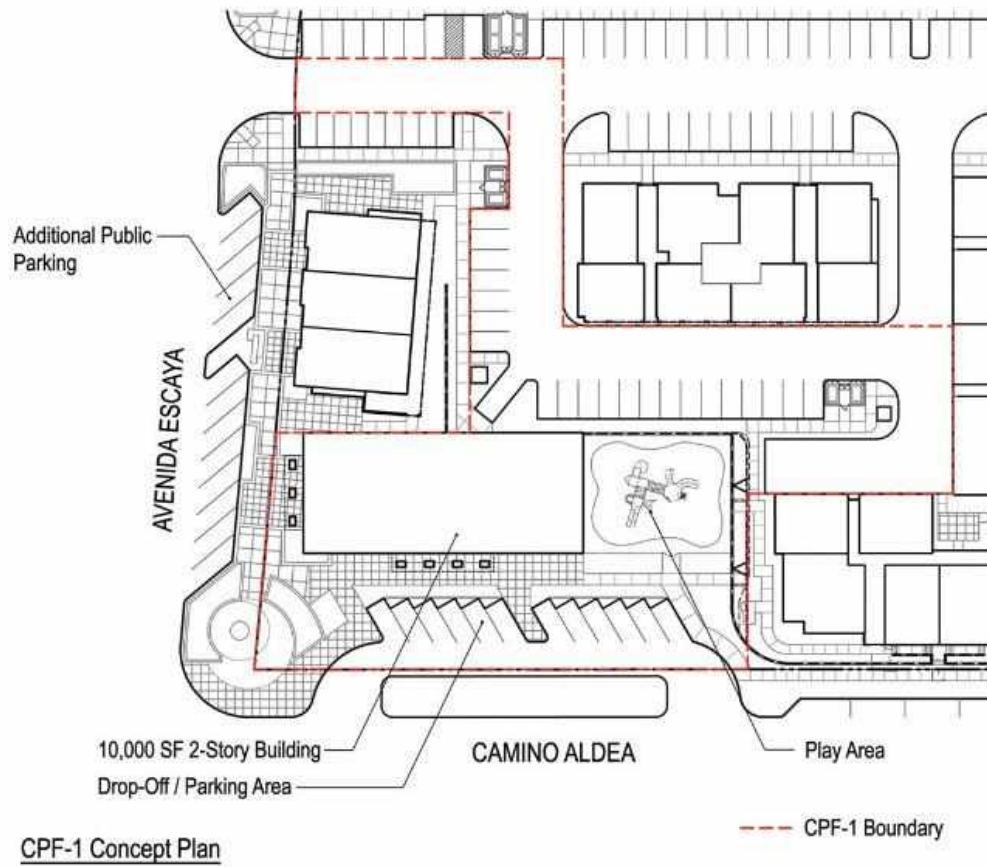 Additional Public
Parking
AVENIDA ESCAYA
10,000 SF 2-Story Building
Drop-Off / Parking Area
CAMINO ALDEA
Play Area
CPF-1 Boundary
CPF-1 Concept Plan